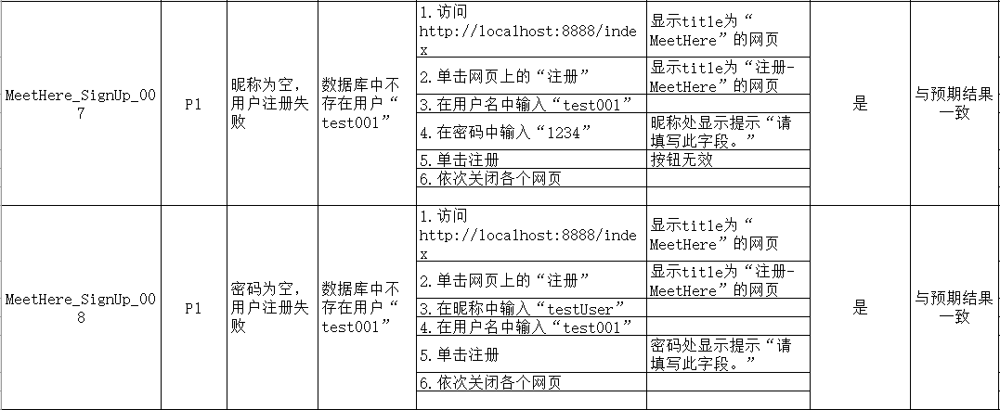 MeetHere_SignUp_00
7
P1
昵称为空，
用户注册失
败
数据库中不
存在用户“
test001”
1.访问
http://localhost:8888/inde
x
显示title为“
MeetHere”的网页
2.单击网页上的“注册”
显示title为“注册-
MeetHere”的网页
3.在用户名中输入“test001”
4.在密码中输入“1234”
昵称处显示提示“请
填写此字段。”
5.单击注册
按钮无效
6.依次关闭各个网页
是
与预期结果
一致
MeetHere_SignUp_00
8
P1
密码为空，
用户注册失
败
数据库中不
存在用户“
test001”
1.访问
http://localhost:8888/inde
x
显示title为“
MeetHere”的网页
2.单击网页上的“注册”
显示title为“注册-
MeetHere”的网页
3.在昵称中输入“testUser”
4.在用户名中输入“test001”
5.单击注册
密码处显示提示“请
填写此字段。”
6.依次关闭各个网页
是
与预期结果
一致